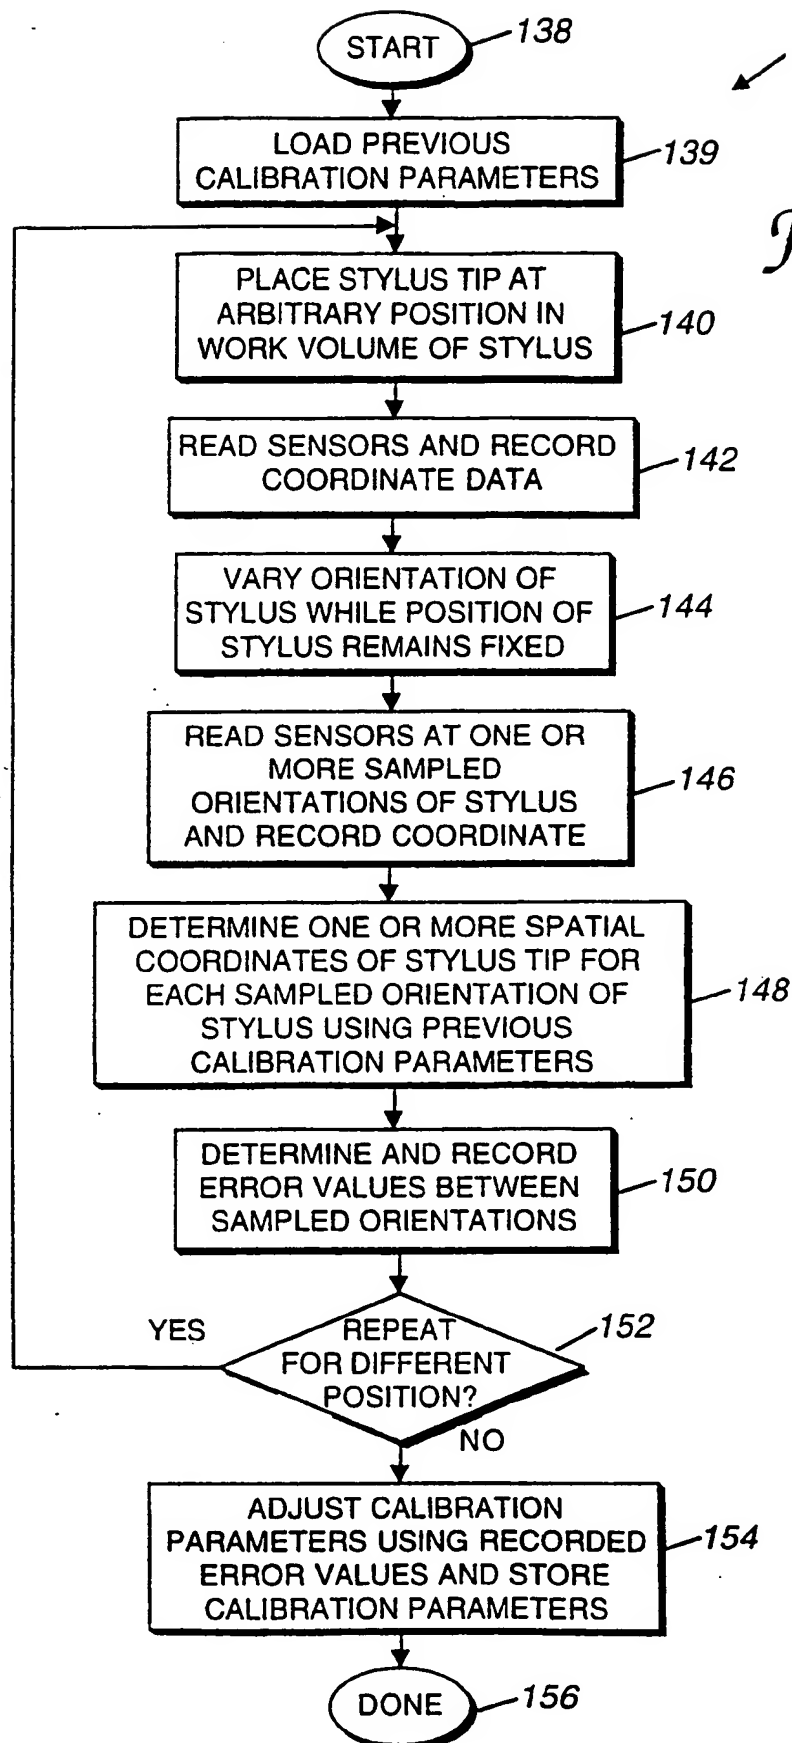 START
138
LOAD PREVIOUS
CALIBRATION PARAMETERS
139
PLACE STYLUS TIP AT
ARBITRARY POSITION IN
WORK VOLUME OF STYLUS
140
READ SENSORS AND RECORD
COORDINATE DATA
142
VARY ORIENTATION OF
STYLUS WHILE POSITION OF
STYLUS REMAINS FIXED
144
READ SENSORS AT ONE OR
MORE SAMPLED
ORIENTATIONS OF STYLUS
AND RECORD COORDINATE
146
DETERMINE ONE OR MORE SPATIAL
COORDINATES OF STYLUS TIP FOR
EACH SAMPLED ORIENTATION OF
STYLUS USING PREVIOUS
CALIBRATION PARAMETERS
148
DETERMINE AND RECORD
ERROR VALUES BETWEEN
SAMPLED ORIENTATIONS
150
YES
REPEAT
FOR DIFFERENT
POSITION?
152
NO
ADJUST CALIBRATION
PARAMETERS USING RECORDED
ERROR VALUES AND STORE
CALIBRATION PARAMETERS
154
DONE
156